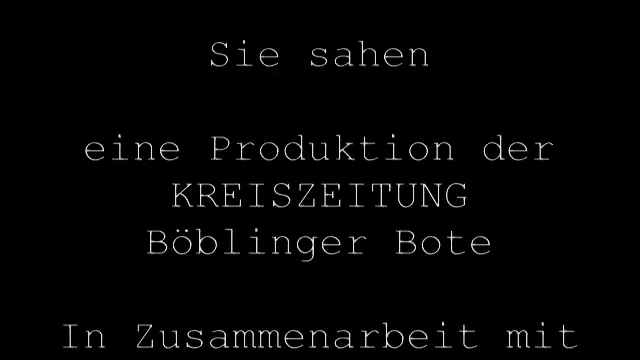 Sie sahen
eine Produktion der
KREISZEITUNG
Böblinger Bote
In Zusammenarbeit mit